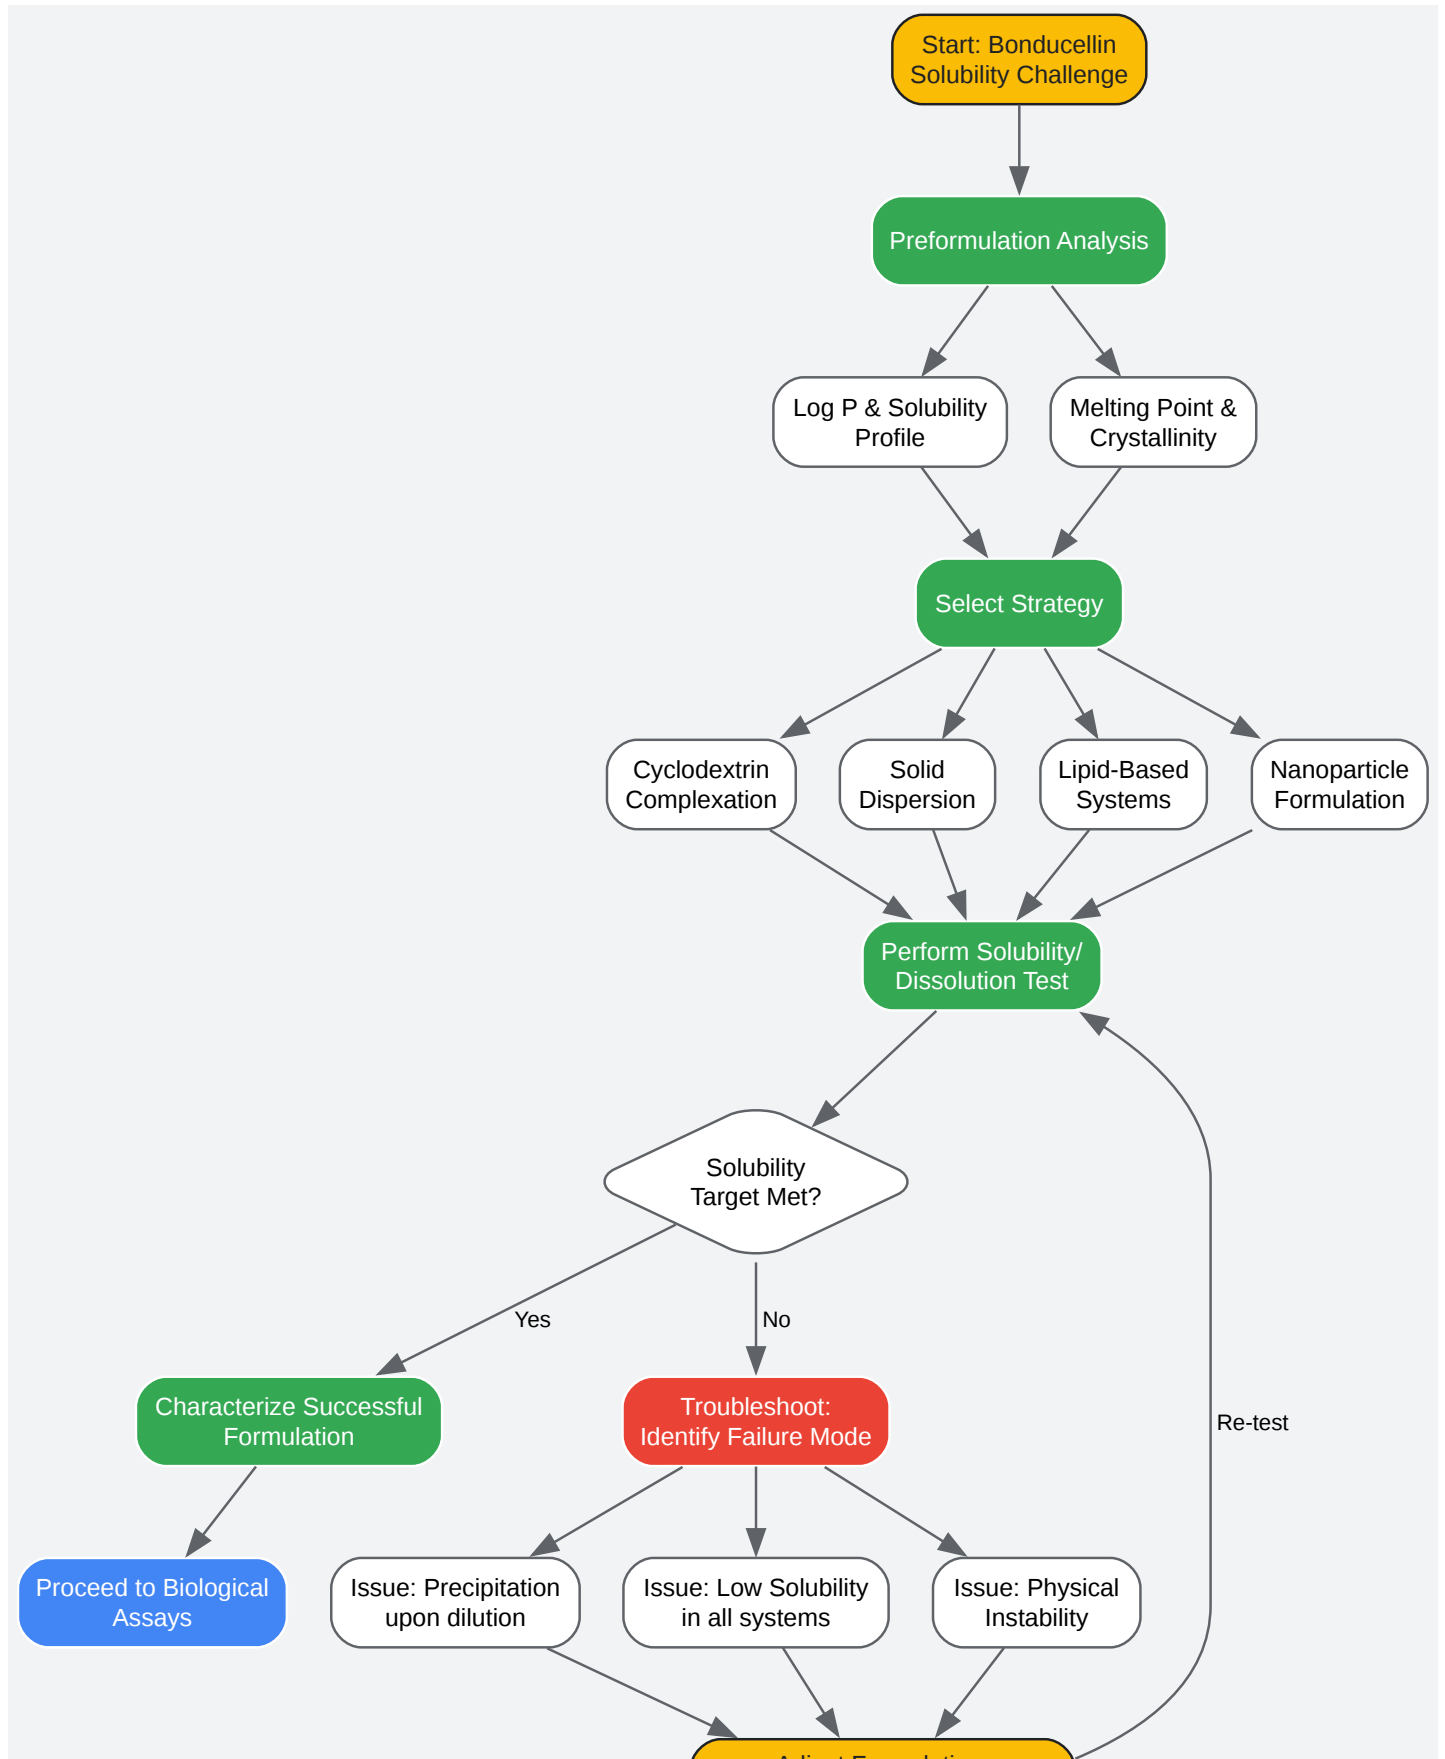 Start: Bonducellin
Solubility Challenge
Preformulation Analysis
Log P & Solubility
Profile
Melting Point &
Crystallinity
Select Strategy
Cyclodextrin
Complexation
Solid
Dispersion
Lipid-Based
Systems
Nanoparticle
Formulation
Perform Solubility/
Dissolution Test
Solubility
Target Met?
Yes
No
Characterize Successful
Formulation
Troubleshoot:
Identify Failure Mode
Re-test
Proceed to Biological
Assays
Issue: Precipitation
upon dilution
Issue: Low Solubility
in all systems
Issue: Physical
Instability